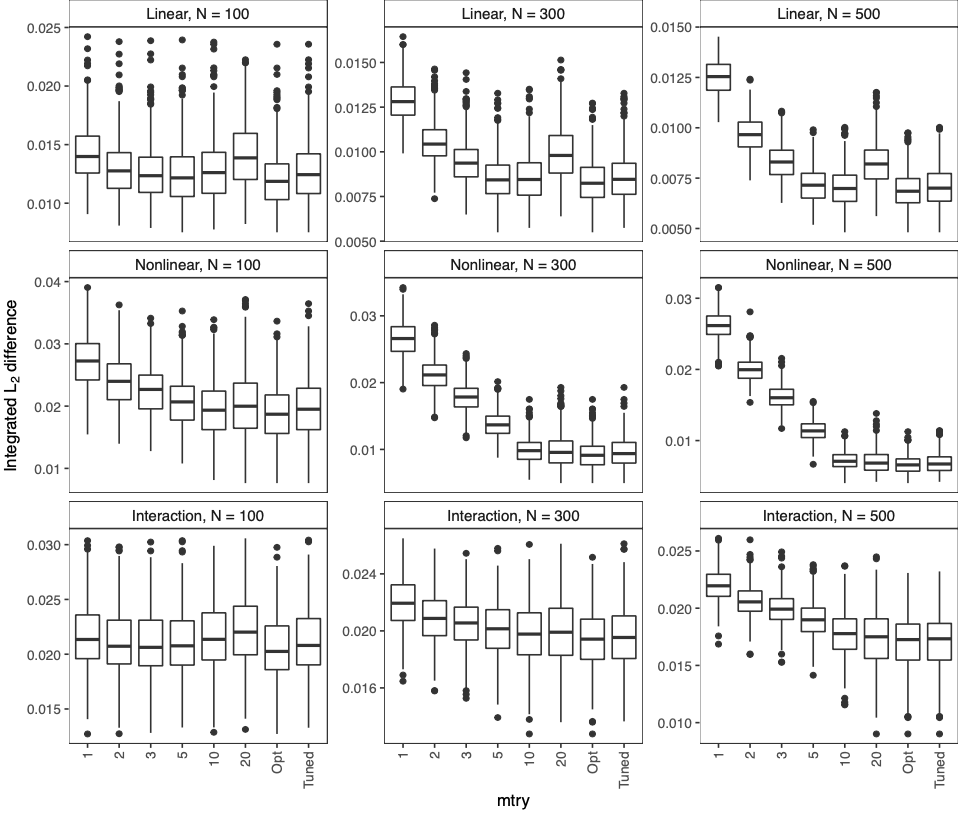 Linear, N = 100
Linear, N = 300
Linear, N = 500
0.025
0.020
0.015
0.010
0.0150
0.0125
0.0100
0.0075
0.0050
0.0150
0.0125
0.0100
0.0075
0.0050
Nonlinear, N = 100
Nonlinear, N = 300
Nonlinear, N = 500
0.04
0.03
0.02
0.01
0.03
0.02
0.01
0.03
0.02
0.01
Integrated L2 difference
Interaction, N = 100
Interaction, N = 300
Interaction, N = 500
0.030
0.025
0.020
0.015
0.024
0.020
0.016
0.025
0.020
0.015
0.010
1 2 3 5 10 20 Opt Tuned
1 2 3 5 10 20 Opt Tuned
1 2 3 5 10 20 Opt Tuned
mtry